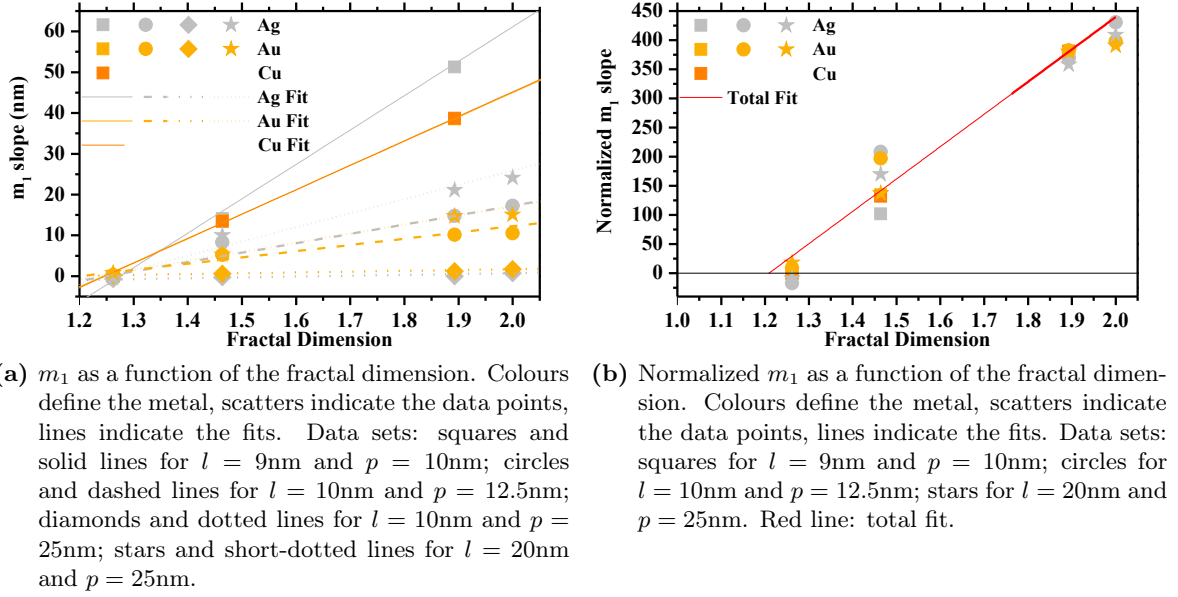 60
50
40
30
20
10
0
m1 slope (nm)
Ag
Au
Cu
Ag Fit
Au Fit
Cu Fit
1.2 1.3 1.4 1.5 1.6 1.7 1.8 1.9 2.0
Fractal Dimension
450
400
350
300
250
200
150
100
50
0
Normalized m1 slope
Ag
Au
Cu
Total Fit
1.0 1.1 1.2 1.3 1.4 1.5 1.6 1.7 1.8 1.9 2.0
Fractal Dimension
a) m1 as a function of the fractal dimension. Colours
define the metal, scatters indicate the data points,
lines indicate the fits. Data sets: squares and
solid lines for l = 9nm and p = 10nm; circles
and dashed lines for l = 10nm and p = 12.5nm;
diamonds and dotted lines for l = 10nm and p =
25nm; stars and short-dotted lines for l = 20nm
and p = 25nm.
(b) Normalized m1 as a function of the fractal dimen-
sion. Colours define the metal, scatters indicate
the data points, lines indicate the fits. Data sets:
squares for l = 9nm and p = 10nm; circles for
l = 10nm and p = 12.5nm; stars for l = 20nm and
p = 25nm. Red line: total fit.